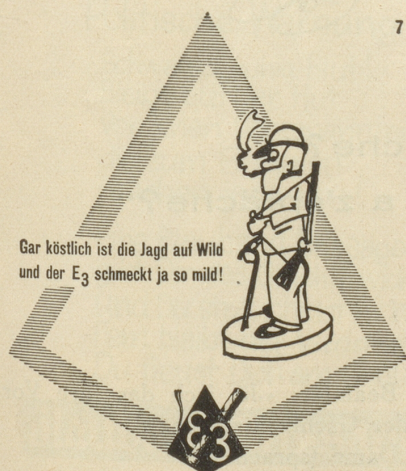 7
Gar köstlich ist die Jagd auf Wild
und der E3 schmeckt ja so mild!
E3